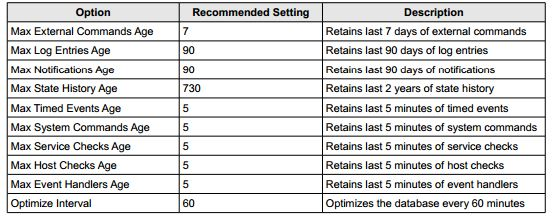 Option Recommended Setting Description
Max External Commands Age 7 Retains last 7 days of external commands
Max Log Entries Age 90 Retains last 90 days of log entries
Max Notifications Age 90 Retains last 90 days of notifications
Max State History Age 730 Retains last 2 years of state history
Max Timed Events Age 5 Retains last 5 minutes of timed events
Max System Commands Age 5 Retains last 5 minutes of system commands
Max Service Checks Age 5 Retains last 5 minutes of service checks
Max Host Checks Age 5 Retains last 5 minutes of host checks
Max Event Handlers Age 5 Retains last 5 minutes of event handlers
Optimize Interval 60 Optimizes the database every 60 minutes